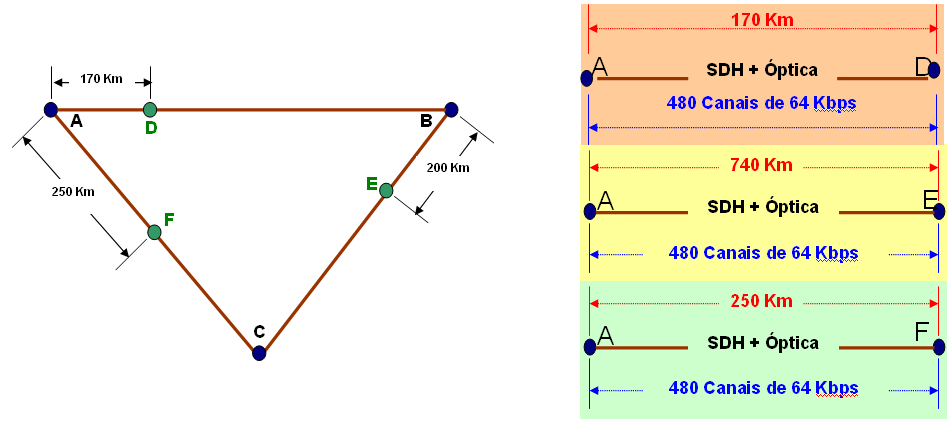 170 Km
A
D
B
200 Km
E
250 Km
F
C
170 Km
A
SDH + Óptica
D
480 Canais de 64 Kbps
740 Km
A
SDH + Óptica
E
480 Canais de 64 Kbps
250 Km
A
SDH + Óptica
F
480 Canais de 64 Kbps